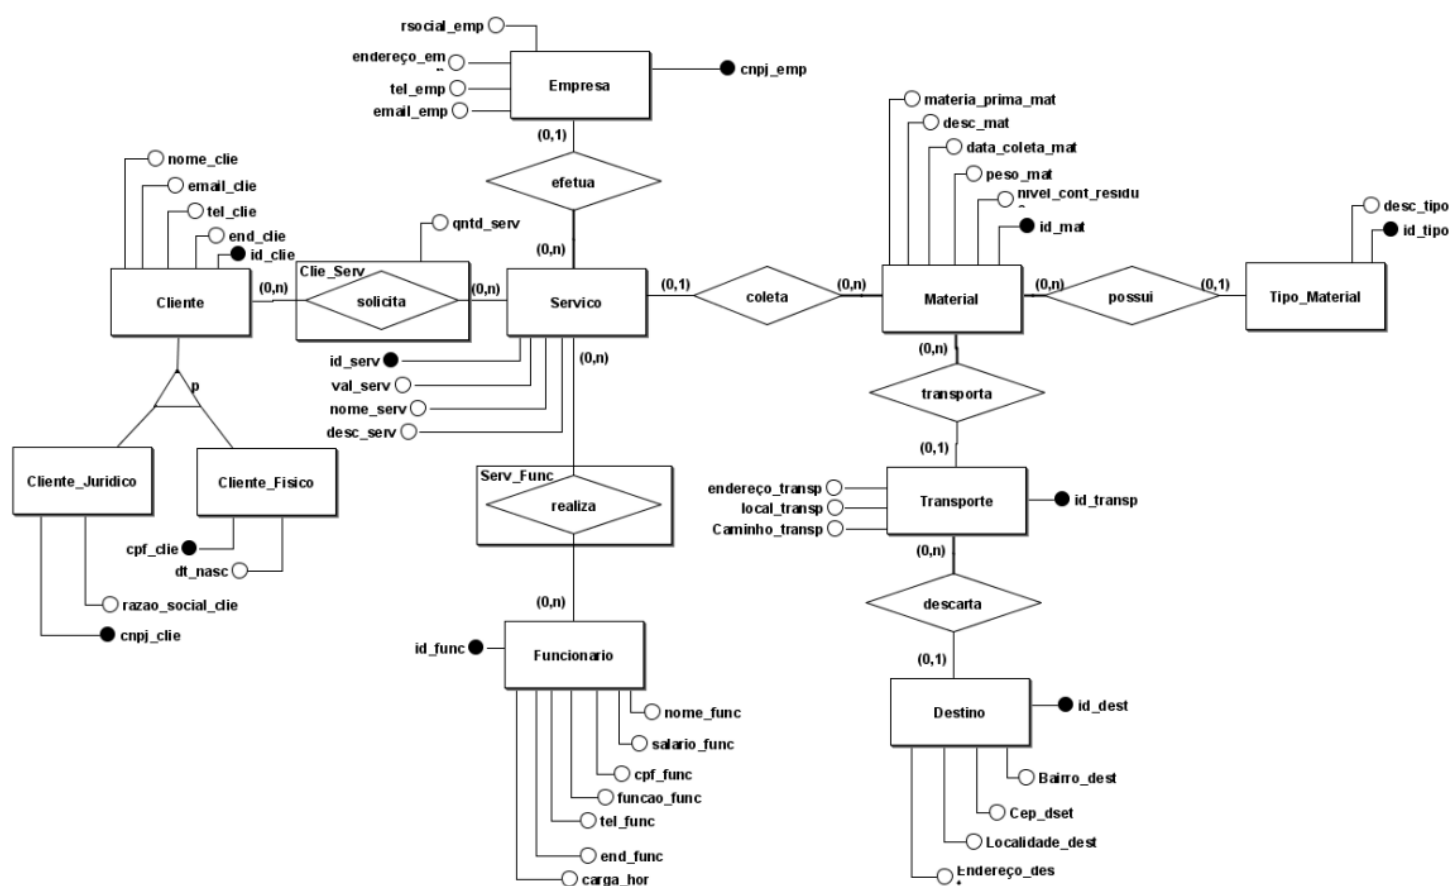 rsocial_emp
endereço_em
tel_emp
email_emp
Empresa
cnpj_emp
(0,1)
efetua
(0,n)
nome_clie
email_clie
tel_clie
end_clie
id_clie
Cliente
(0,n)
Clie_Serv
solicita
qntd_serv
(0,n)
Servico
(0,1)
coleta
(0,n)
materia_prima_mat
desc_mat
data_coleta_mat
peso_mat
nivel_cont_residu
id_mat
Material
(0,n)
possui
(0,1)
desc_tipo
id_tipo
Tipo_Material
id_serv
val_serv
nome_serv
desc_serv
(0,n)
p
Cliente_Juridico
Cliente_Fisico
cpf_clie
dt_nasc
razao_social_clie
cnpj_clie
Serv_Func
realiza
(0,n)
id_func
Funcionario
nome_func
salario_func
cpf_func
funcao_func
tel_func
end_func
carga_hor
(0,n)
transporta
(0,1)
endereço_transp
local_transp
Caminho_transp
Transporte
id_transp
(0,n)
descarta
(0,1)
Destino
id_dest
Bairro_dest
Cep_dset
Localidade_dest
Endereço_des